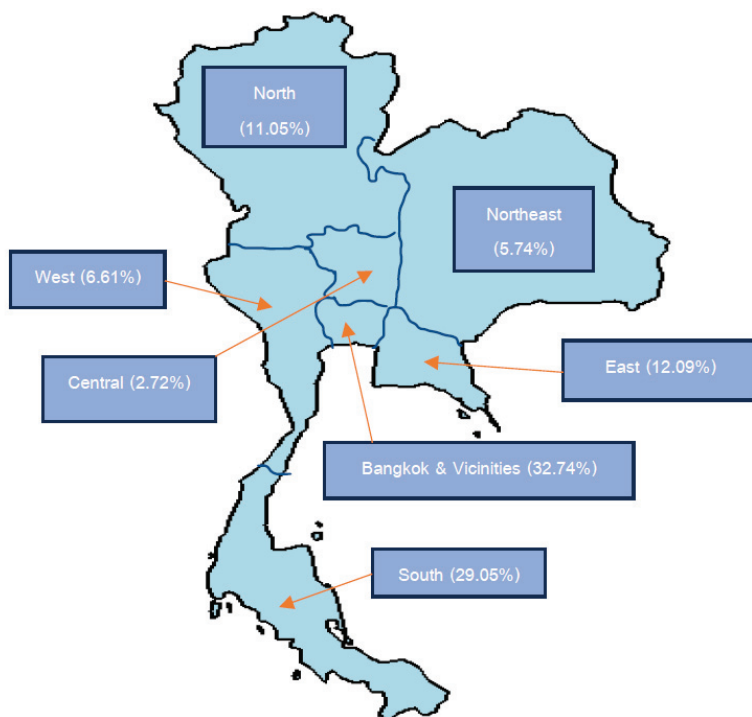 North
(11.05%)
Northeast
(5.74%)
West (6.61%)
Central (2.72%)
East (12.09%)
Bangkok & Vicinities (32.74%)
South (29.05%)